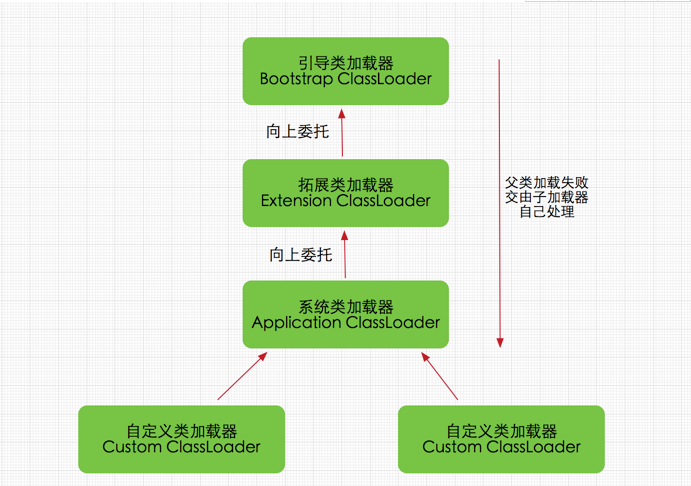 引导类加载器
Bootstrap ClassLoader
向上委托
拓展类加载器
Extension ClassLoader
父类加载失败
交由子加载器
自己处理
向上委托
系统类加载器
Application ClassLoader
自定义类加载器
Custom ClassLoader
自定义类加载器
Custom ClassLoader